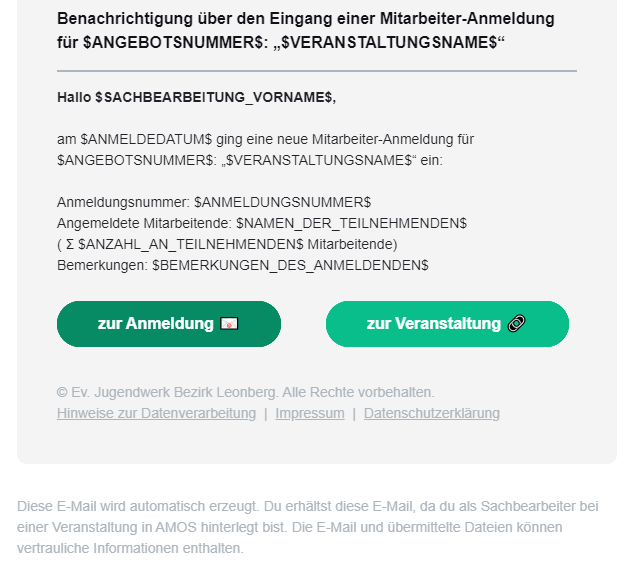 Benachrichtigung über den Eingang einer Mitarbeiter-Anmeldung
für $ANGEBOTSNUMMER$: „$VERANSTALTUNGSNAME$“
Hallo $SACHBEARBEITUNG_VORNAME$,
am $ANMELDEDATUM$ ging eine neue Mitarbeiter-Anmeldung für
$ANGEBOTSNUMMER$: „$VERANSTALTUNGSNAME$“ ein:
Anmeldungsnummer: $ANMELDUNGSNUMMER$
Angemeldete Mitarbeitende: $NAMEN_DER_TEILNEHMENDEN$
( Σ $ANZAHL_AN_TEILNEHMENDEN$ Mitarbeitende)
Bemerkungen: $BEMERKUNGEN_DES_ANMELDENDEN$
zur Anmeldung 📨 zur Veranstaltung 🔗
© Ev. Jugendwerk Bezirk Leonberg. Alle Rechte vorbehalten.
Hinweise zur Datenverarbeitung | Impressum | Datenschutzerklärung
Diese E-Mail wird automatisch erzeugt. Du erhältst diese E-Mail, da du als Sachbearbeiter bei
einer Veranstaltung in AMOS hinterlegt bist. Die E-Mail und übermittelte Dateien können
vertrauliche Informationen enthalten.